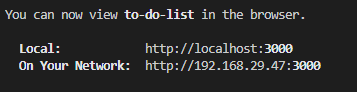 You can now view to-do-list in the browser.
Local: http://localhost:3000
On Your Network: http://192.168.29.47:3000